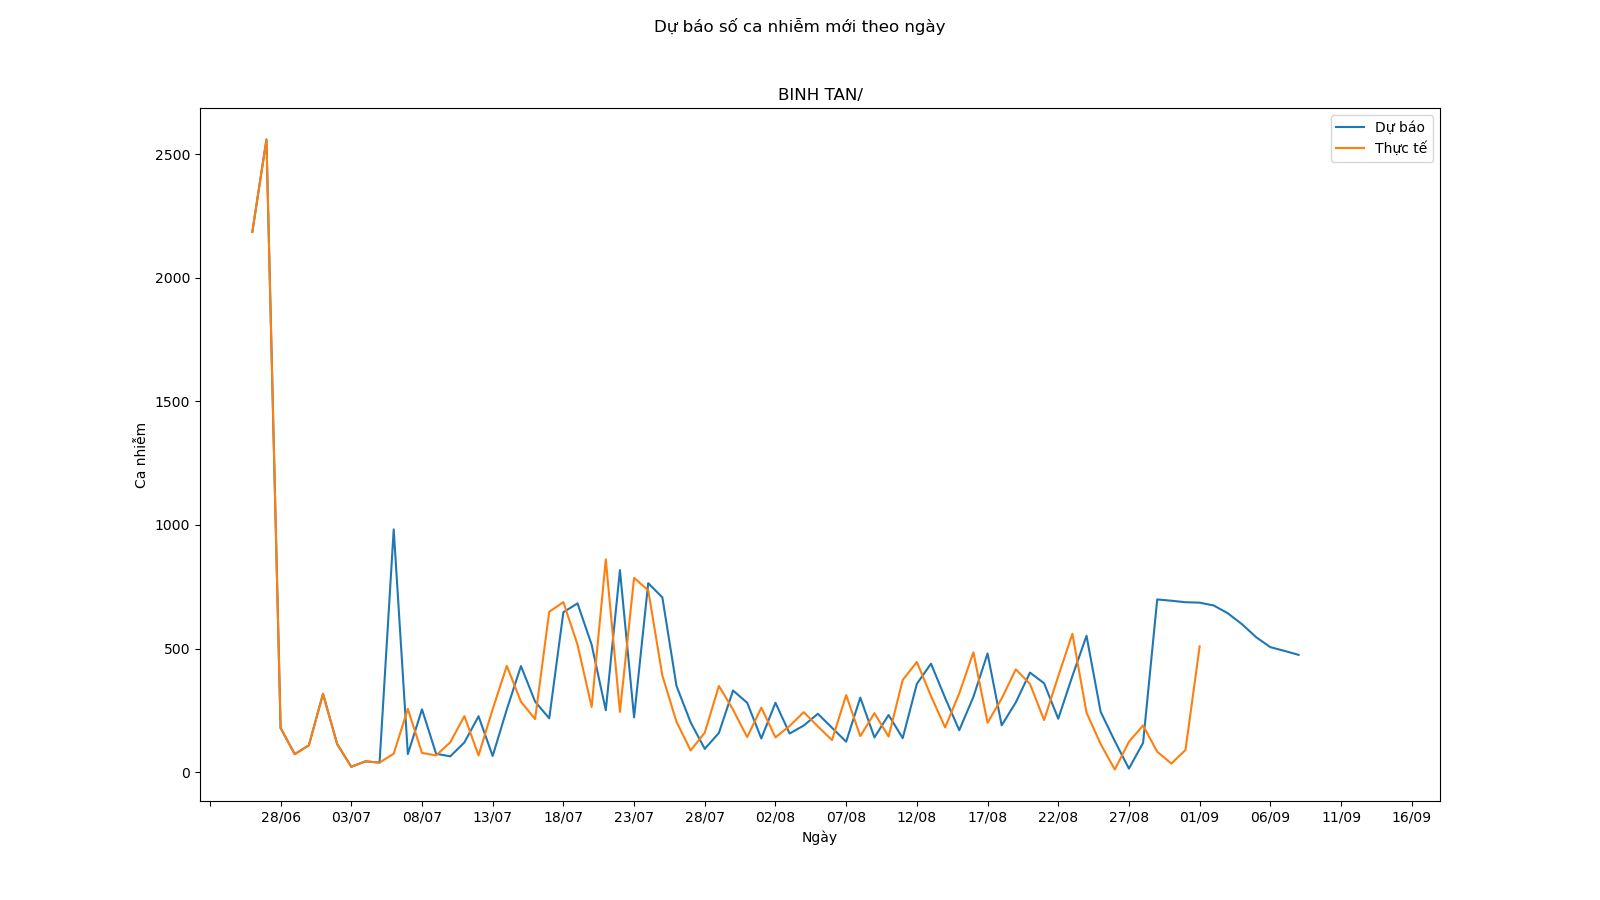 Dự báo số ca nhiễm mới theo ngày
BINH TAN/
Dự báo
Thực tế
2500
2000
1500
1000
500
0
Ca nhiễm
28/06 03/07 08/07 13/07 18/07 23/07 28/07 02/08 07/08 12/08 17/08 22/08 27/08 01/09 06/09 11/09 16/09
Ngày